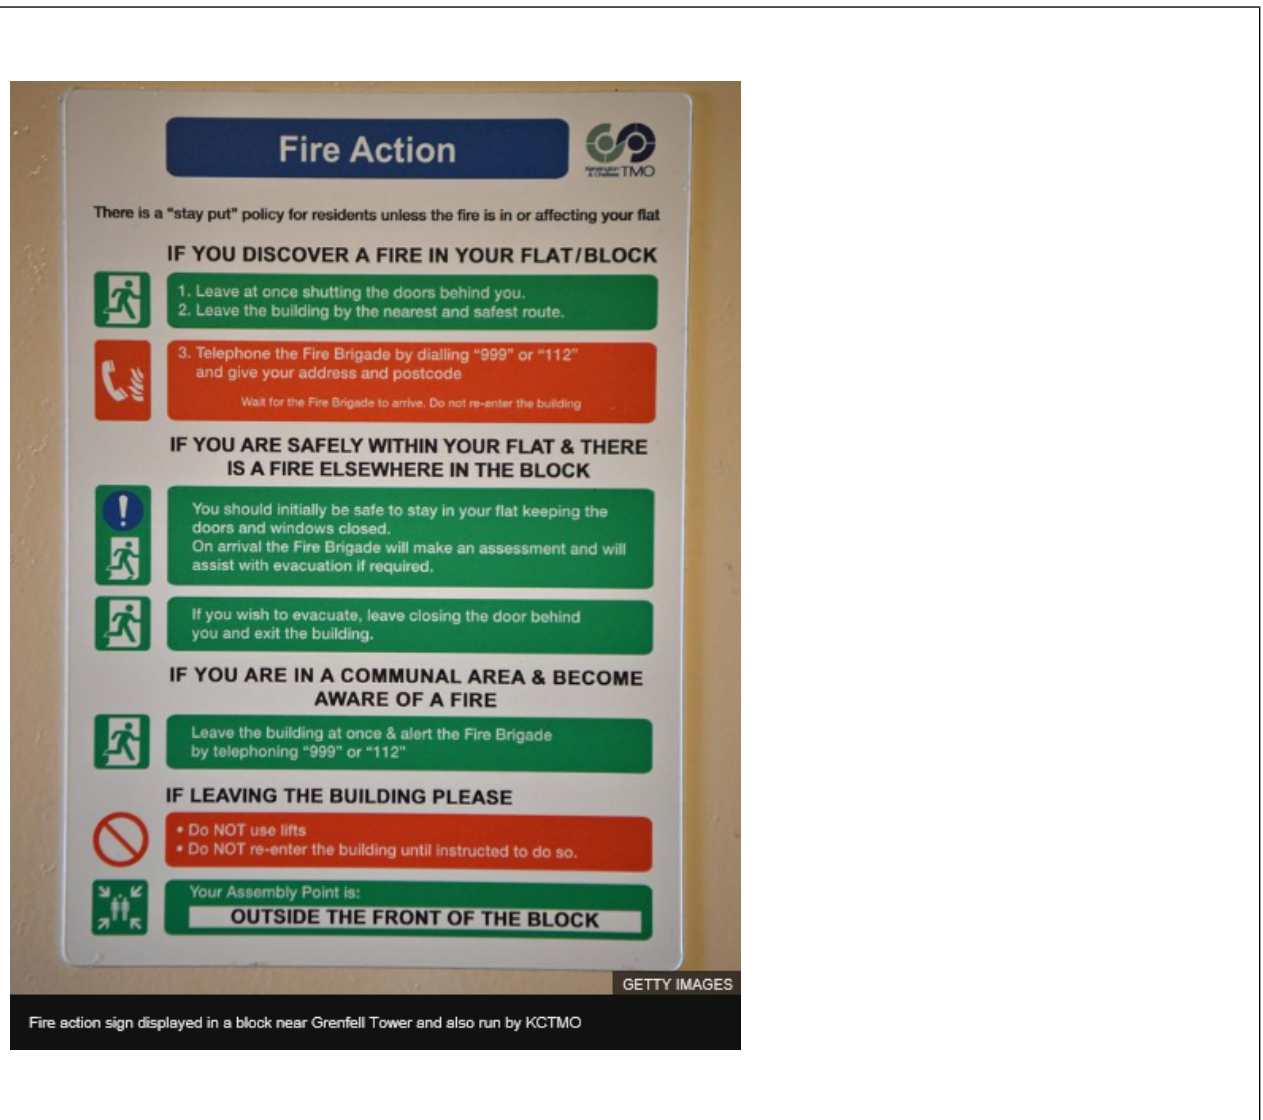 Fire Action
Kensington
& Chelsea TMO
There is a "stay put" policy for residents unless the fire is in or affecting your flat
IF YOU DISCOVER A FIRE IN YOUR FLAT/BLOCK
1. Leave at once shutting the doors behind you.
2. Leave the building by the nearest and safest route.
3. Telephone the Fire Brigade by dialling "999" or "112"
and give your address and postcode
Wait for the Fire Brigade to arrive. Do not re-enter the building
IF YOU ARE SAFELY WITHIN YOUR FLAT & THERE
IS A FIRE ELSEWHERE IN THE BLOCK
You should initially be safe to stay in your flat keeping the
doors and windows closed.
On arrival the Fire Brigade will make an assessment and will
assist with evacuation if required.
If you wish to evacuate, leave closing the door behind
you and exit the building.
IF YOU ARE IN A COMMUNAL AREA & BECOME
AWARE OF A FIRE
Leave the building at once & alert the Fire Brigade
by telephoning "999" or "112"
IF LEAVING THE BUILDING PLEASE
• Do NOT use lifts
• Do NOT re-enter the building until instructed to do so.
Your Assembly Point is:
OUTSIDE THE FRONT OF THE BLOCK
GETTY IMAGES
Fire action sign displayed in a block near Grenfell Tower and also run by KCTMO